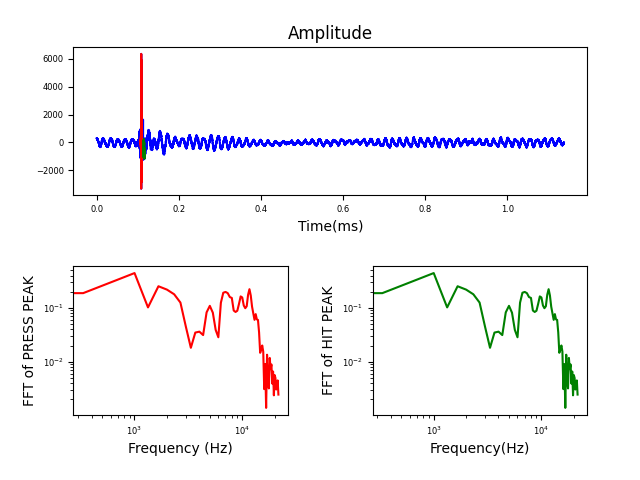 Amplitude
6000
4000
2000
0
−2000
0.0 0.2 0.4 0.6 0.8 1.0
Time(ms)
FFT of PRESS PEAK
10⁻¹
10⁻²
10³ 10⁴
Frequency (Hz)
FFT of HIT PEAK
10⁻¹
10⁻²
10³ 10⁴
Frequency(Hz)